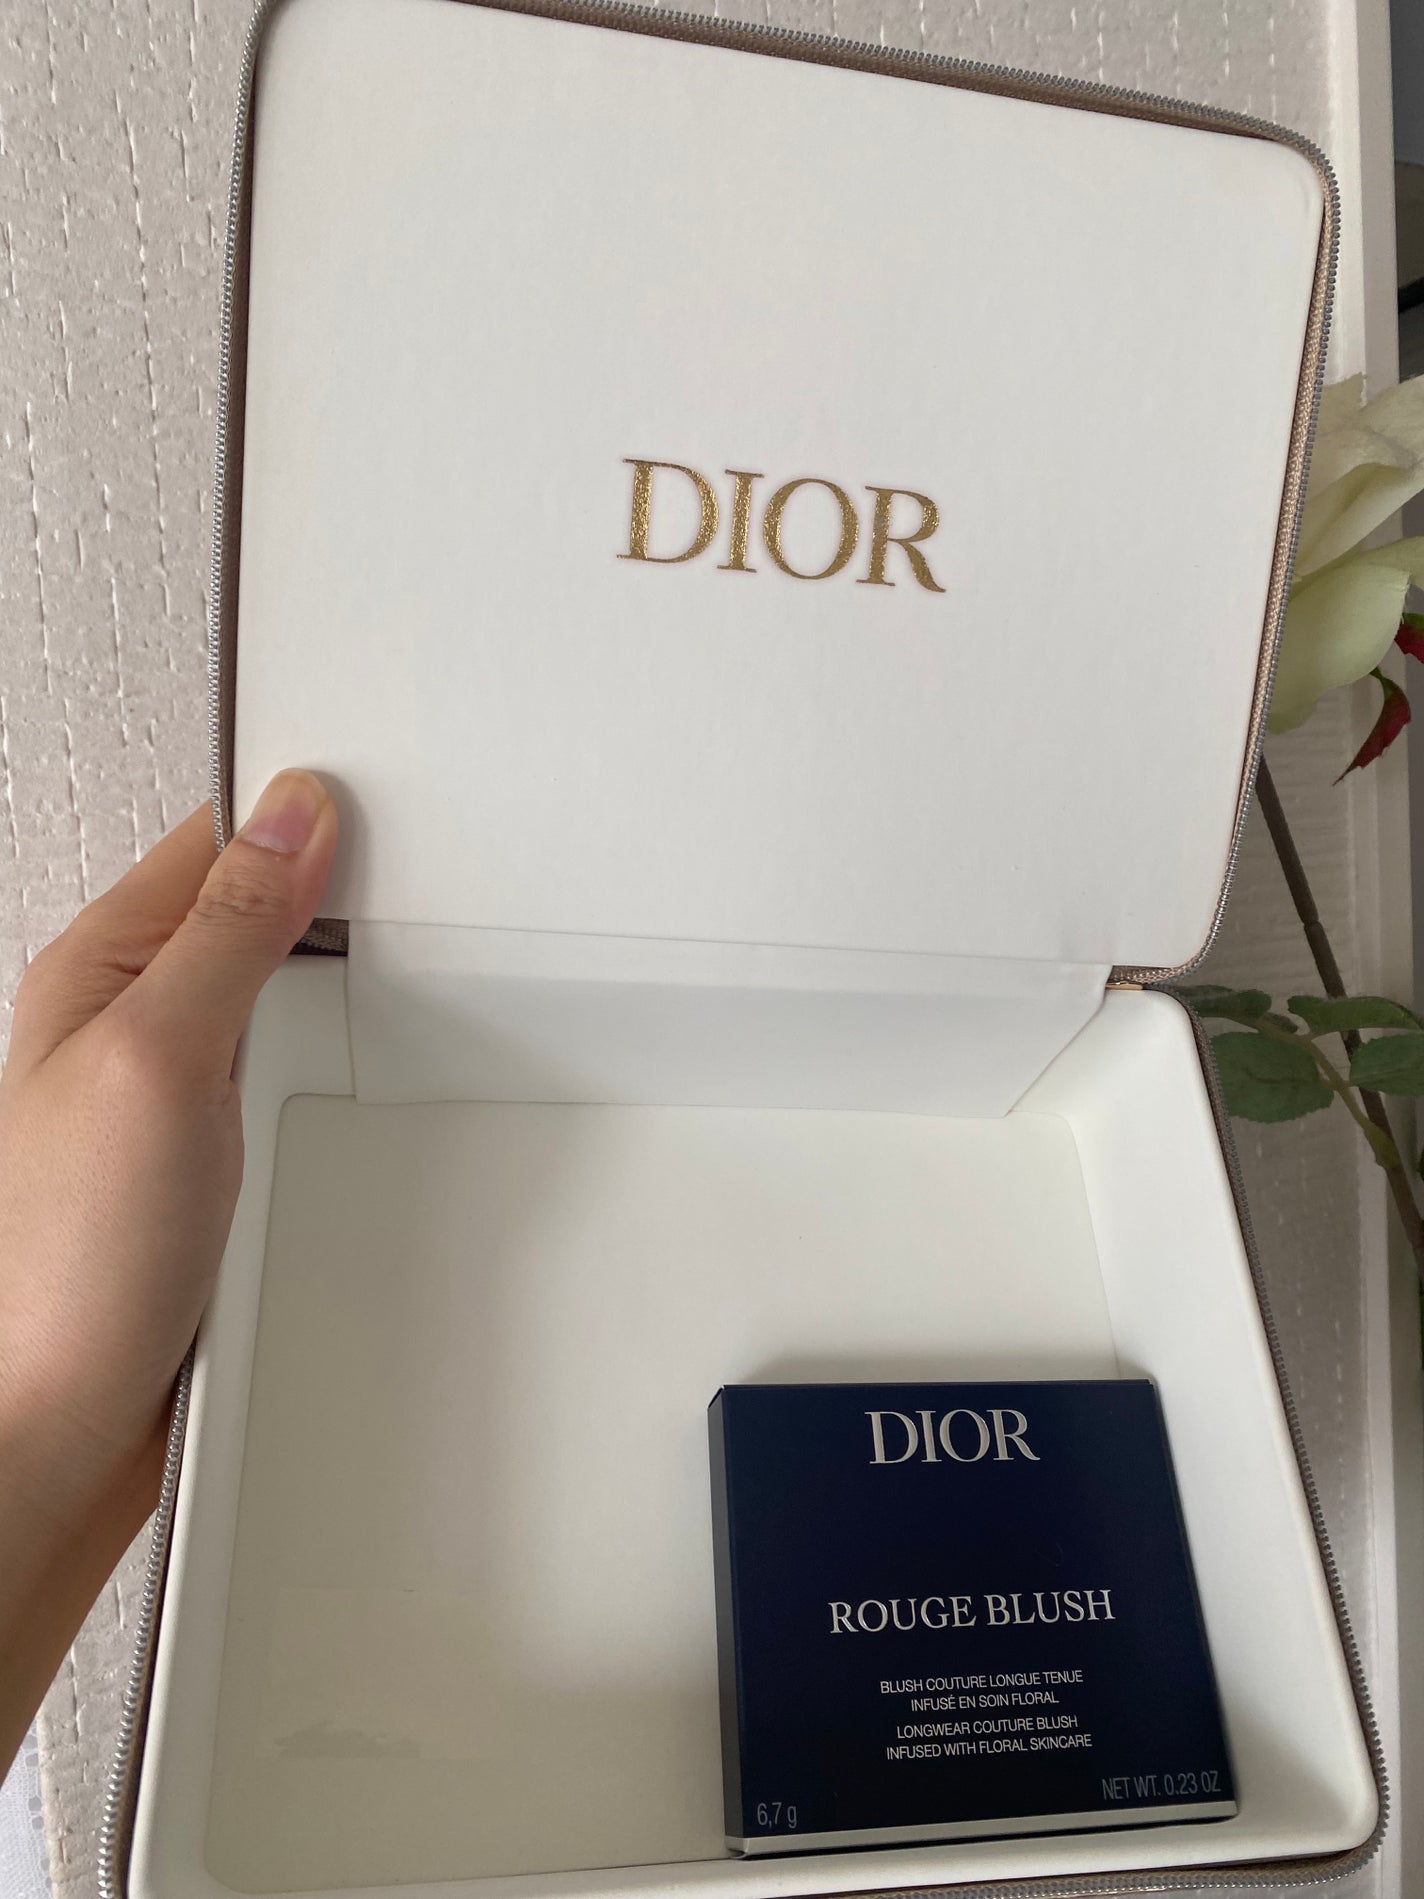 DIOR
DIOR
ROUGE BLUSH
BLUSH COUTURE LONGUE TENUE
INFUSÉ EN SOIN FLORAL
LONGWEAR COUTURE BLUSH
INFUSED WITH FLORAL SKINCARE
6,7 g
NET WT. 0.23 OZ